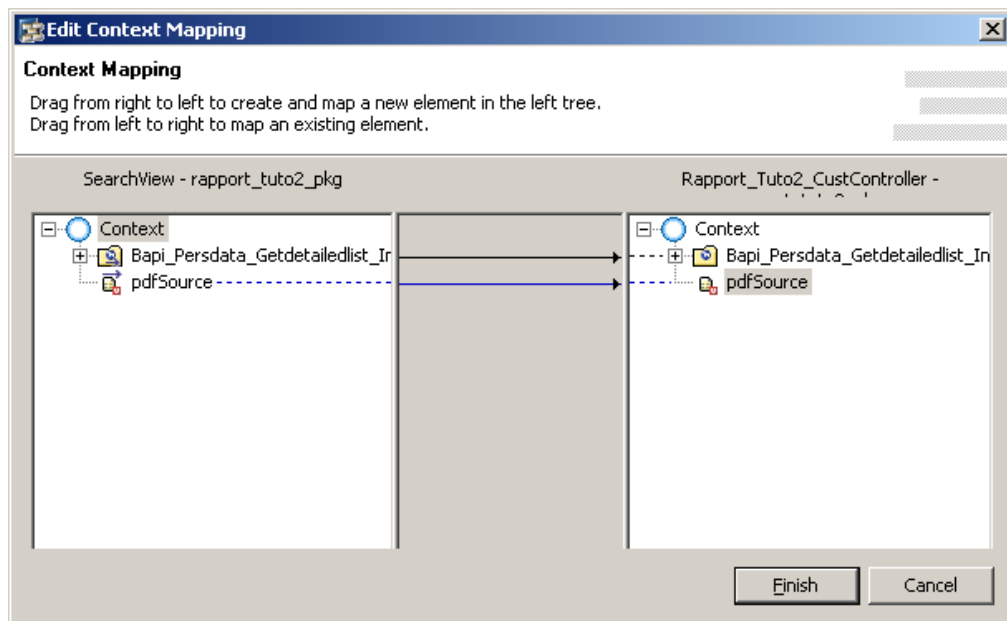 Edit Context Mapping
Context Mapping
Drag from right to left to create and map a new element in the left tree.
Drag from left to right to map an existing element.
SearchView - rapport_tuto2_pkg
Rapport_Tuto2_CustController -
Context
Bapi_Persdata_Getdetailedlist_In
pdfSource
Context
Bapi_Persdata_Getdetailedlist_In
pdfSource
Finish
Cancel